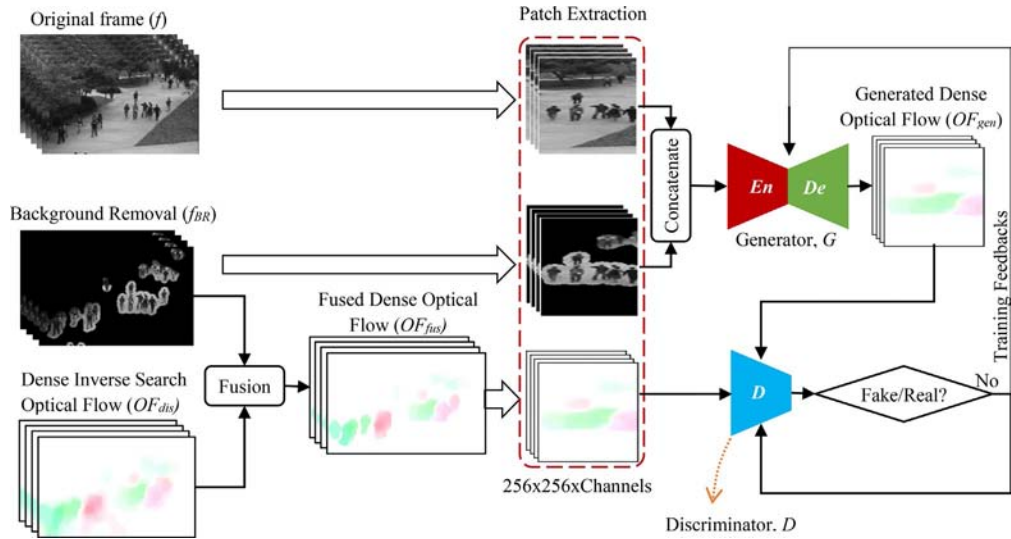 Original frame (f)
Patch Extraction
Concatenate
En
De
Generator, G
Generated Dense
Optical Flow (OFgen)
Training Feedbacks
Background Removal (fBR)
Fused Dense Optical
Flow (OFfus)
Fusion
Dense Inverse Search
Optical Flow (OFdis)
D
Fake/Real?
No
256x256xChannels
Discriminator, D